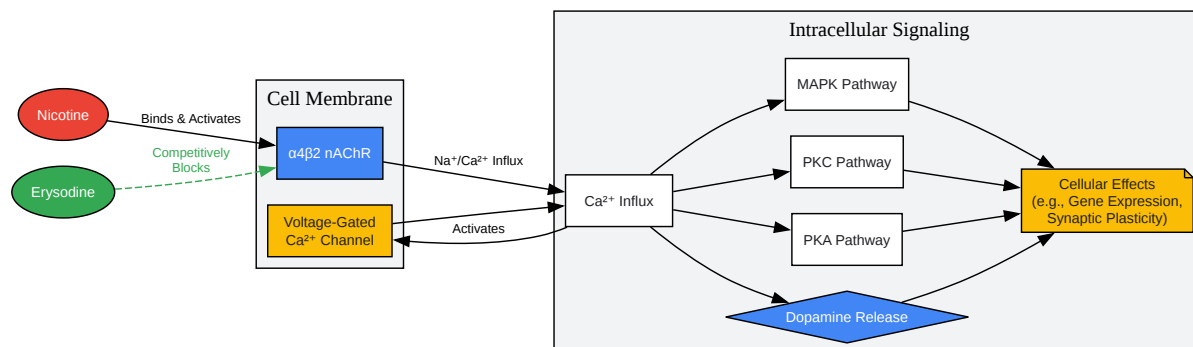 Intracellular Signaling
MAPK Pathway
Cell Membrane
Nicotine
Binds & Activates
α4β2 nAChR
Competitively
Blocks
Na⁺/Ca²⁺ Influx
PKC Pathway
Erysodine
Ca²⁺ Influx
Cellular Effects
(e.g., Gene Expression,
Synaptic Plasticity)
Voltage-Gated
Ca²⁺ Channel
Activates
PKA Pathway
Dopamine Release